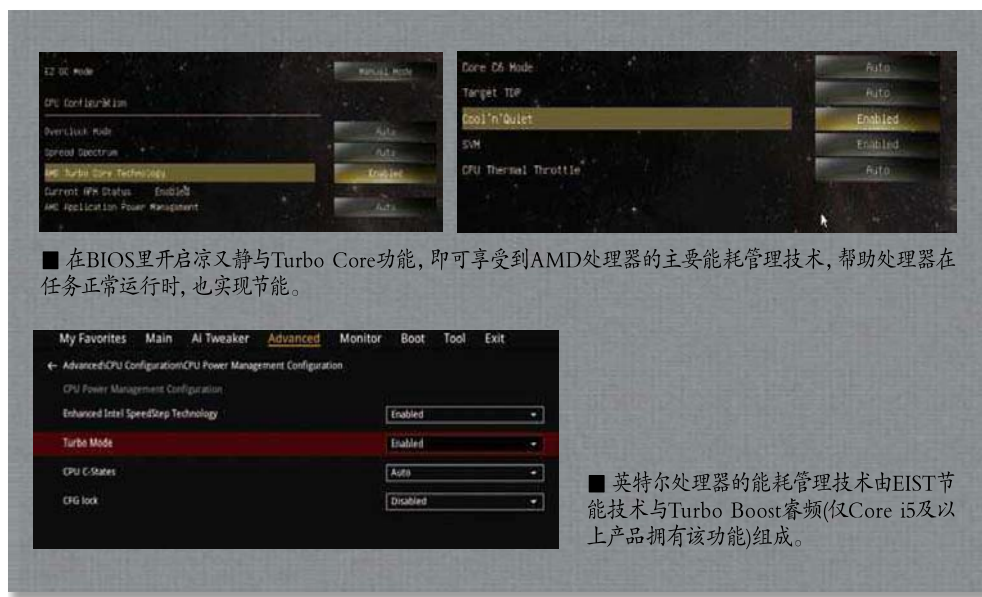 EZ OC Mode
Manual Mode
CPU Configuration
Overclock Mode
Auto
Spread Spectrum
Auto
AMD Turbo Core Technology
Enabled
Current APM Status Enabled
AMD Application Power Management
Auto
Core C6 Mode
Auto
Target TDP
Auto
Cool'n'Quiet
Enabled
SVM
Enabled
CPU Thermal Throttle
Auto
■ 在BIOS里开启凉又静与Turbo Core功能，即可享受到AMD处理器的主要能耗管理技术，帮助处理器在
任务正常运行时，也实现节能。
My Favorites Main Ai Tweaker Advanced Monitor Boot Tool Exit
← Advanced\CPU Configuration\CPU Power Management Configuration
CPU Power Management Configuration
Enhanced Intel SpeedStep Technology
Enabled
Turbo Mode
Enabled
CPU C-States
Auto
CFG lock
Disabled
■ 英特尔处理器的能耗管理技术由EIST节
能技术与Turbo Boost睿频(仅Core i5及以
上产品拥有该功能)组成。